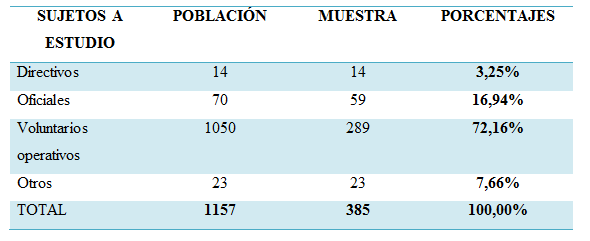 SUJETOS A POBLACIÓN MUESTRA PORCENTAJES
ESTUDIO
Directivos 14 14 3,25%
Oficiales 70 59 16,94%
Voluntarios 1050 289 72,16%
operativos
Otros 23 23 7,66%
TOTAL 1157 385 100,00%